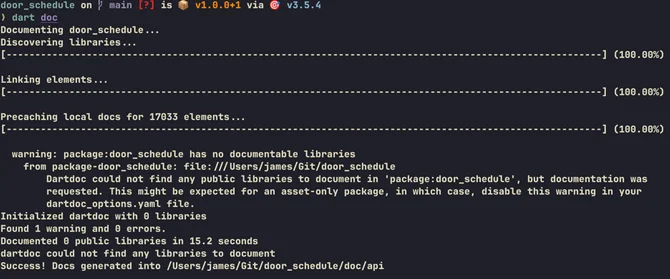 door_schedule on main [?] is 📦 v1.0.0+1 via 🎯 v3.5.4
) dart doc
Documenting door_schedule...
Discovering libraries...
[----------------------------------------------------------------------------------------------------] (100.00%)
Linking elements...
[----------------------------------------------------------------------------------------------------] (100.00%)
Precaching local docs for 17033 elements...
[----------------------------------------------------------------------------------------------------] (100.00%)
warning: package:door_schedule has no documentable libraries
from package-door_schedule: file:///Users/james/Git/door_schedule
Dartdoc could not find any public libraries to document in 'package:door_schedule', but documentation was
requested. This might be expected for an asset-only package, in which case, disable this warning in your
dartdoc_options.yaml file.
Initialized dartdoc with 0 libraries
Found 1 warning and 0 errors.
Documented 0 public libraries in 15.2 seconds
dartdoc could not find any libraries to document
Success! Docs generated into /Users/james/Git/door_schedule/doc/api